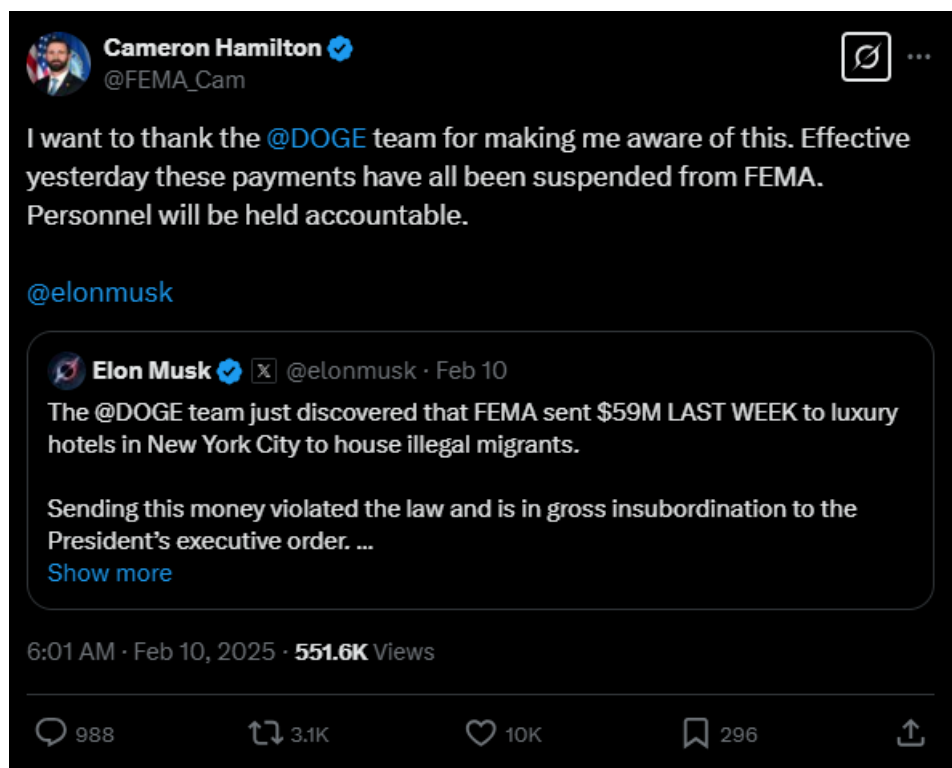 Cameron Hamilton
@FEMA_Cam
I want to thank the @DOGE team for making me aware of this. Effective
yesterday these payments have all been suspended from FEMA.
Personnel will be held accountable.
@elonmusk
Elon Musk X @elonmusk · Feb 10
The @DOGE team just discovered that FEMA sent $59M LAST WEEK to luxury
hotels in New York City to house illegal migrants.
Sending this money violated the law and is in gross insubordination to the
President's executive order. ...
Show more
6:01 AM · Feb 10, 2025 · 551.6K Views
988 3.1K 10K 296